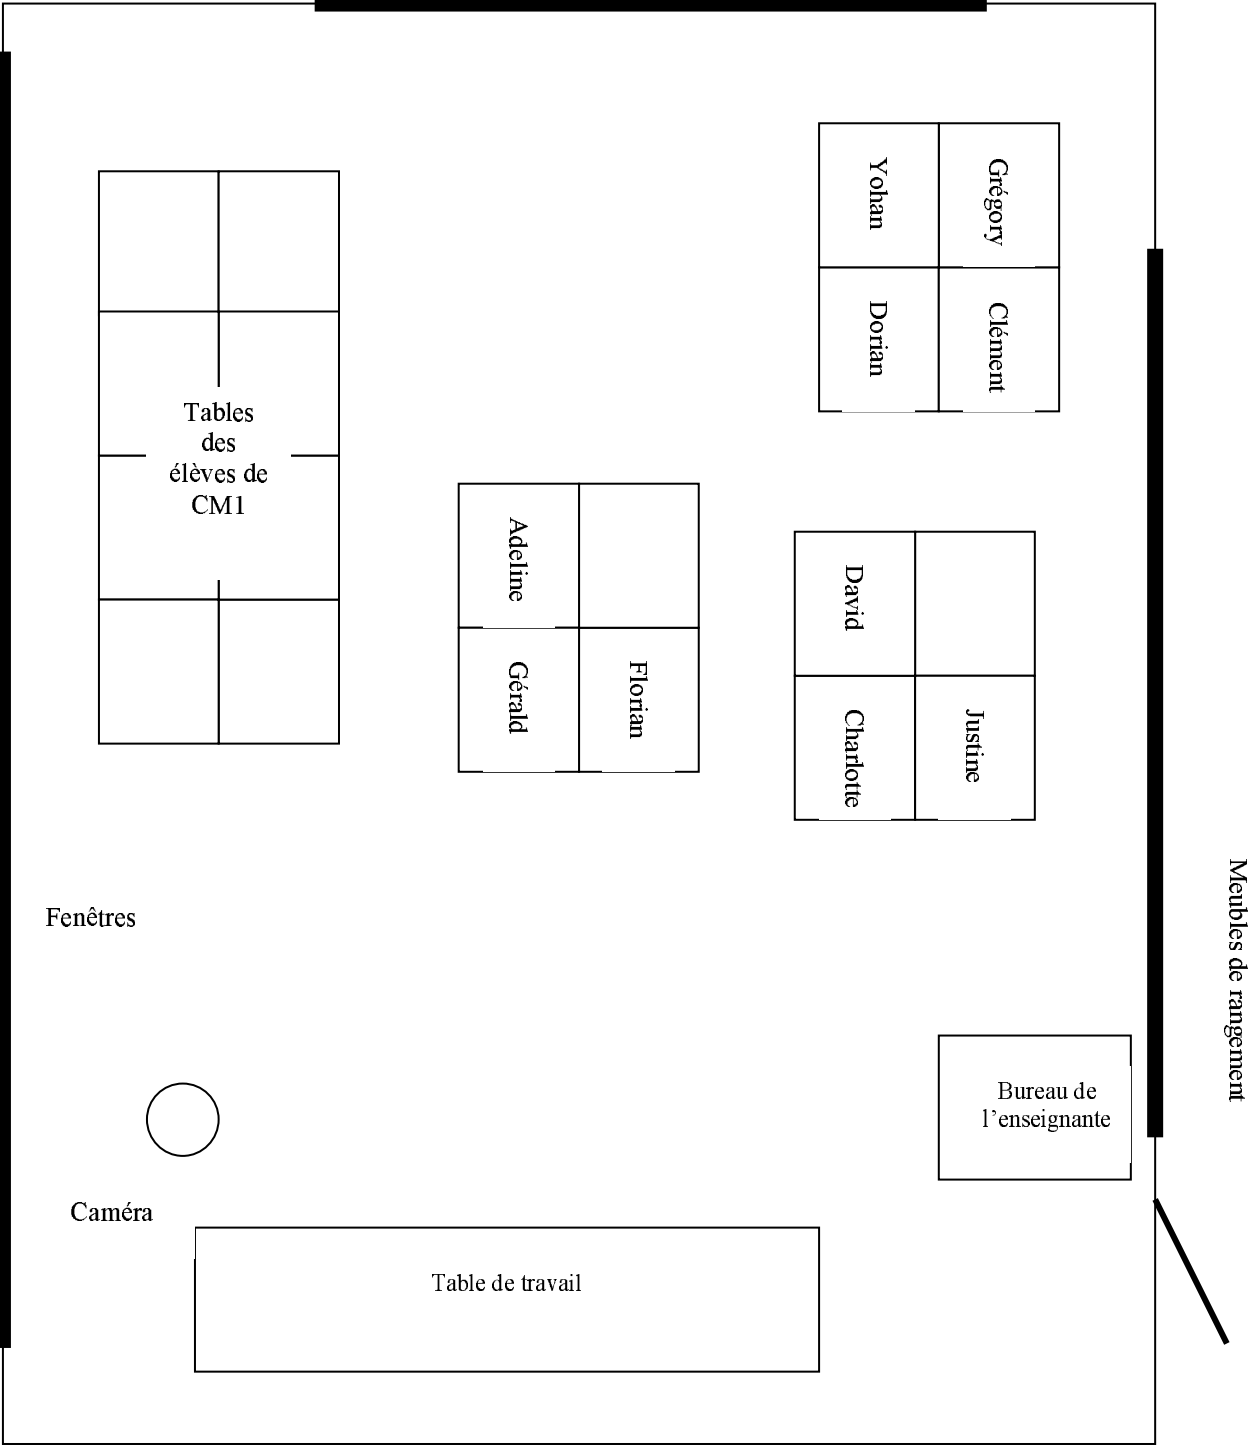 Yohan
Grégory
Dorian
Clément
Tables
des
élèves de
CM1
Adeline
Gérald
Florian
David
Charlotte
Justine
Meubles de rangement
Fenêtres
Bureau de
l’enseignante
Caméra
Table de travail